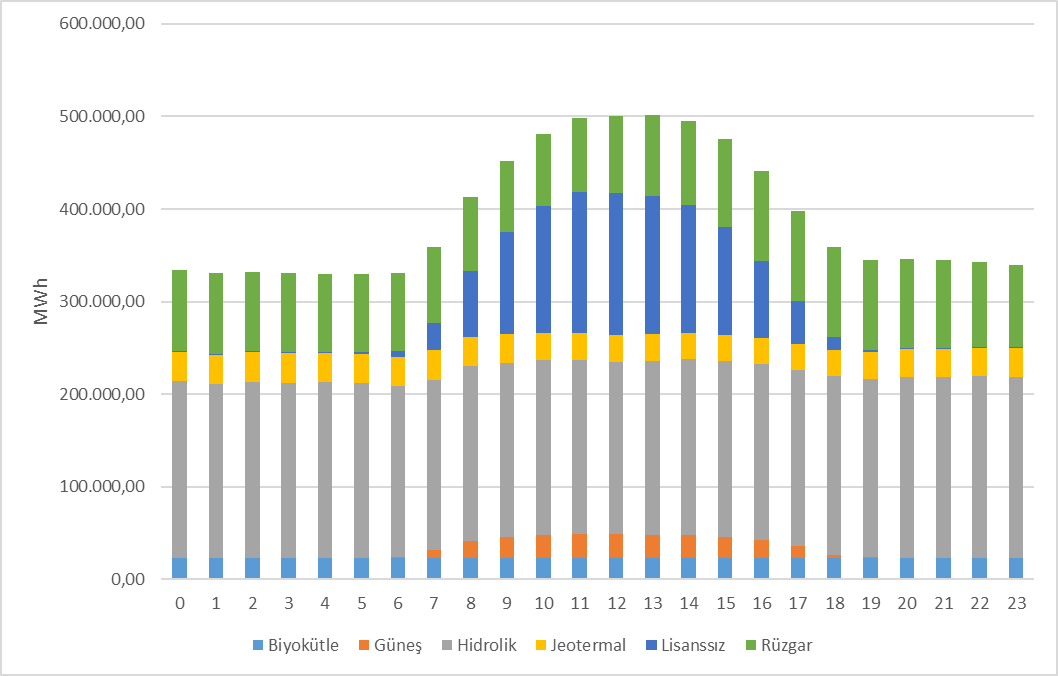 600.000,00
500.000,00
400.000,00
300.000,00
200.000,00
100.000,00
0,00
MWh
0 1 2 3 4 5 6 7 8 9 10 11 12 13 14 15 16 17 18 19 20 21 22 23
Biyokütle Güneş Hidrolik Jeotermal Lisanssız Rüzgar